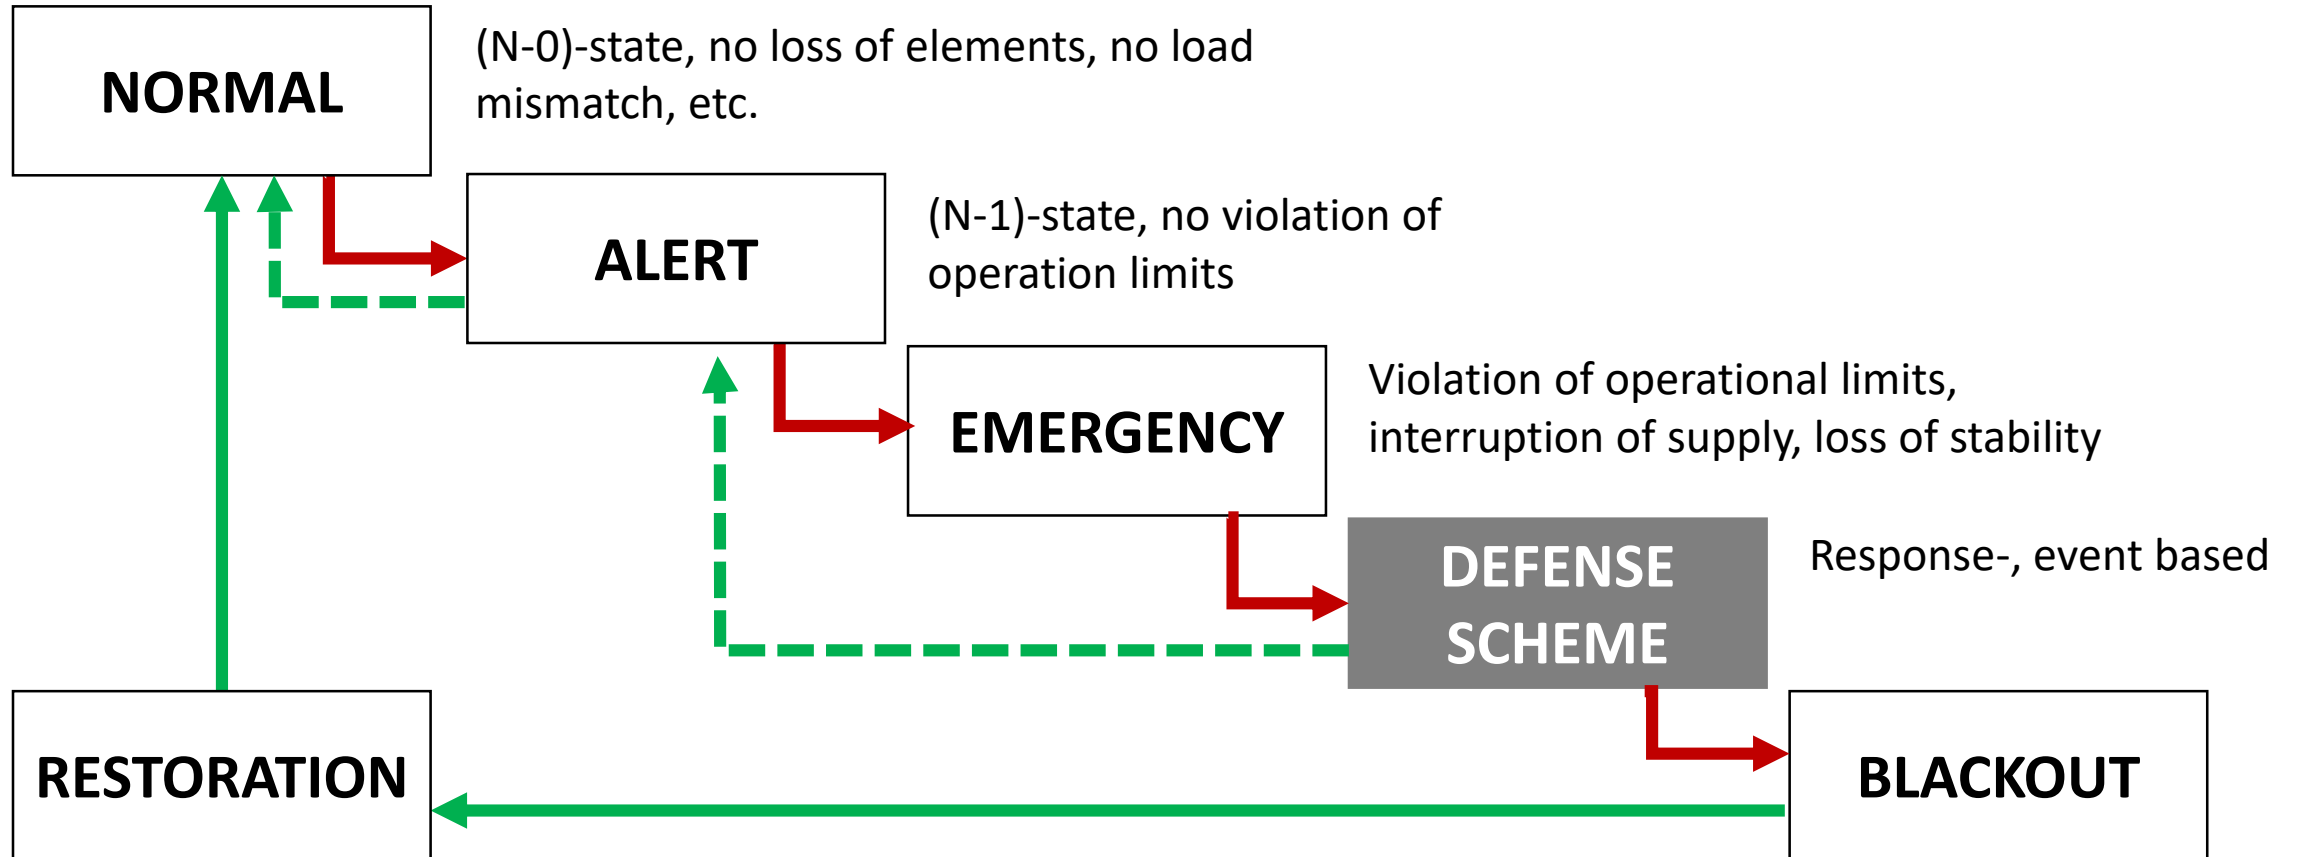 NORMAL
(N-0)-state, no loss of elements, no load
mismatch, etc.
ALERT
(N-1)-state, no violation of
operation limits
EMERGENCY
Violation of operational limits,
interruption of supply, loss of stability
DEFENSE
SCHEME
Response-, event based
RESTORATION
BLACKOUT